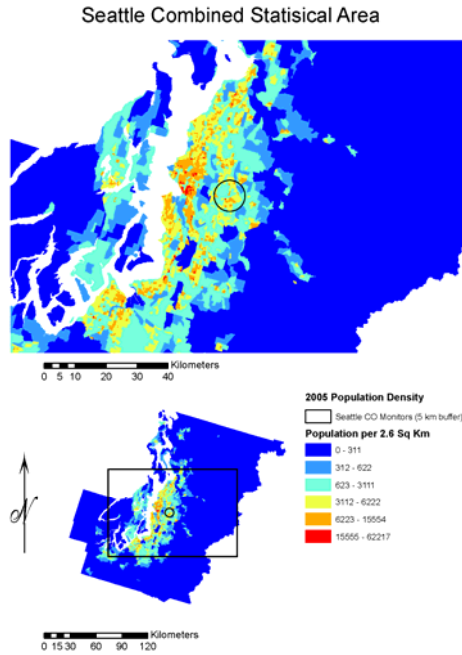 Seattle Combined Statisical Area
Kilometers
0 5 10 20 30 40
2005 Population Density
Seattle CO Monitors (5 km buffer)
Population per 2.6 Sq Km
0 - 311
312 - 622
623 - 3111
3112 - 6222
6223 - 15554
15555 - 62217
N
Kilometers
0 15 30 60 90 120